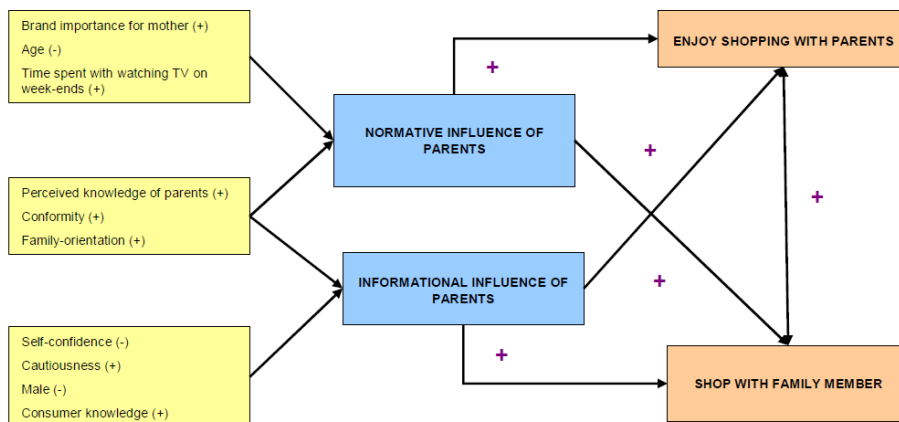 Brand importance for mother (+)
Age (-)
Time spent with watching TV on
week-ends (+)
ENJOY SHOPPING WITH PARENTS
+
NORMATIVE INFLUENCE OF
PARENTS
+
Perceived knowledge of parents (+)
Conformity (+)
Family-orientation (+)
+
INFORMATIONAL INFLUENCE OF
PARENTS
+
Self-confidence (-)
Cautiousness (+)
Male (-)
Consumer knowledge (+)
+
SHOP WITH FAMILY MEMBER